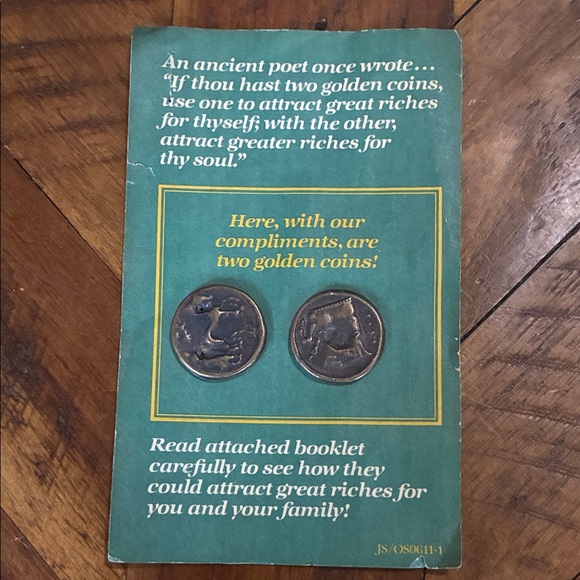 An ancient poet once wrote...
"If thou hast two golden coins,
use one to attract great riches
for thyself; with the other,
attract greater riches for
thy soul."
Here, with our
compliments, are
two golden coins!
Read attached booklet
carefully to see how they
could attract great riches for
you and your family!
JS/OS0611-1